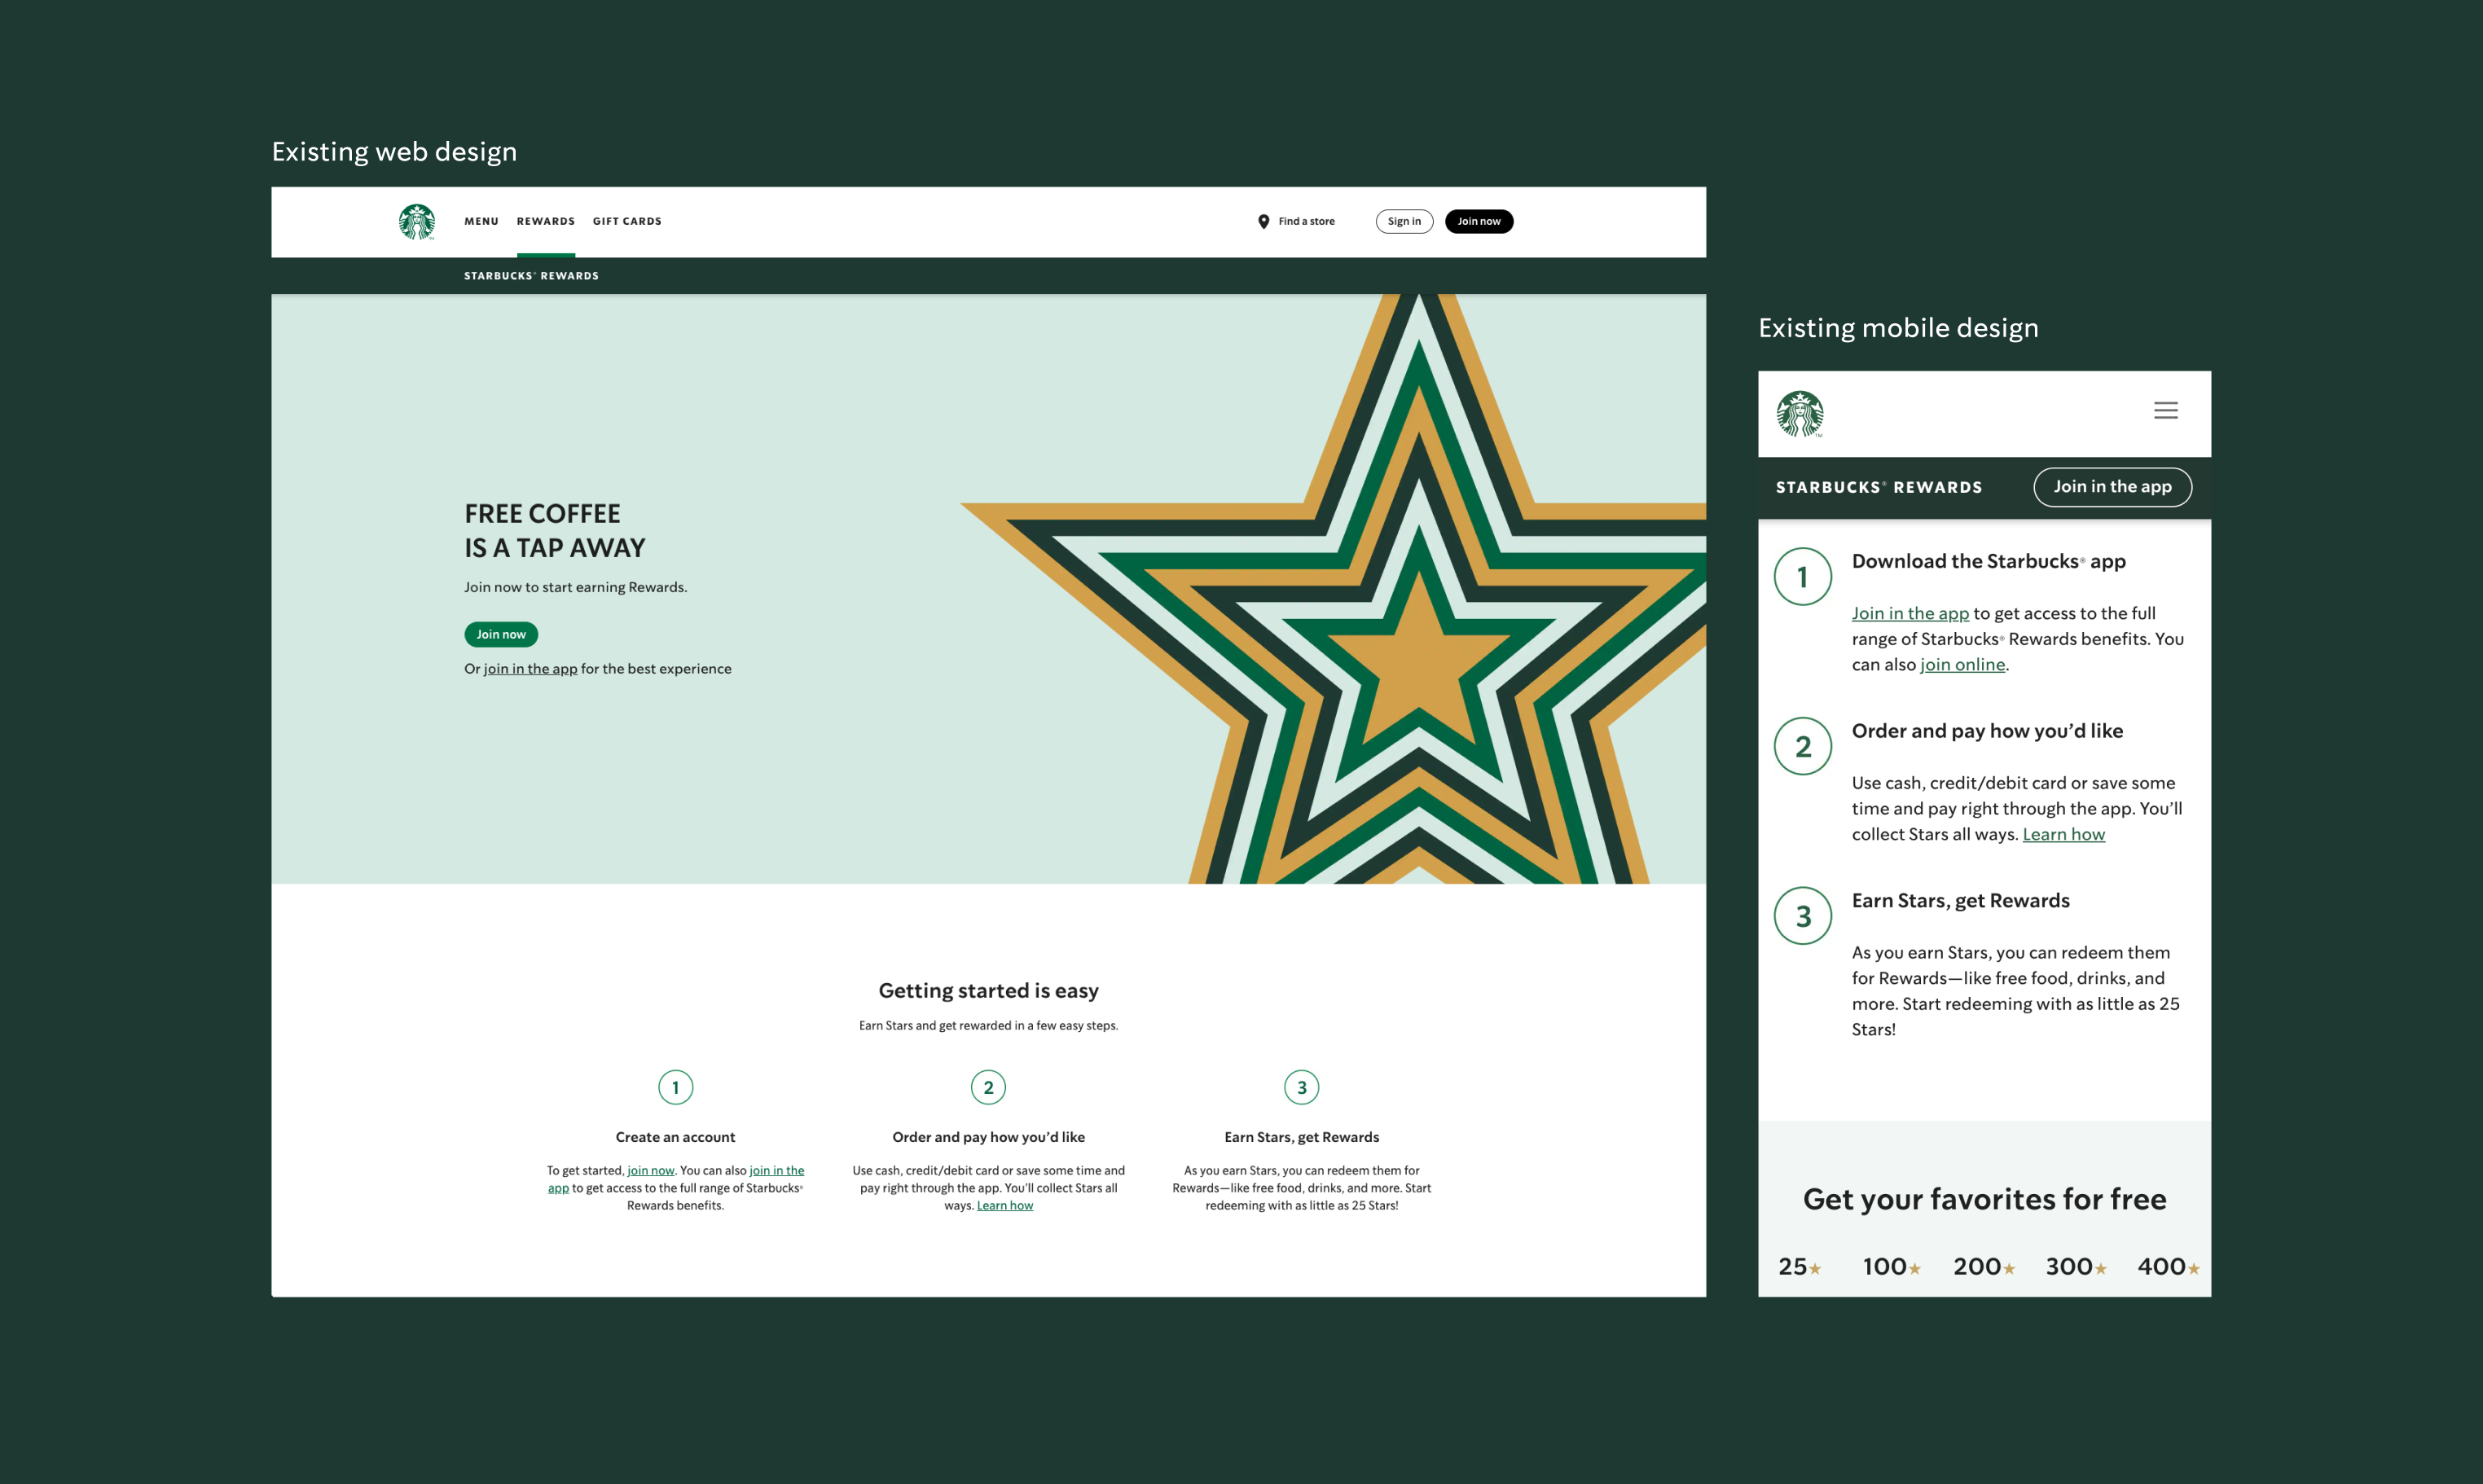 Existing web design
MENU REWARDS GIFT CARDS Find a store Sign in Join now
STARBUCKS® REWARDS
FREE COFFEE
IS A TAP AWAY
Join now to start earning Rewards.
Join now
Or join in the app for the best experience
Getting started is easy
Earn Stars and get rewarded in a few easy steps.
1
Create an account
To get started, join now. You can also join in the
app to get access to the full range of Starbucks®
Rewards benefits.
2
Order and pay how you’d like
Use cash, credit/debit card or save some time and
pay right through the app. You’ll collect Stars all
ways. Learn how
3
Earn Stars, get Rewards
As you earn Stars, you can redeem them for
Rewards—like free food, drinks, and more. Start
redeeming with as little as 25 Stars!
Existing mobile design
TM
STARBUCKS® REWARDS Join in the app
1
Download the Starbucks® app
Join in the app to get access to the full
range of Starbucks® Rewards benefits. You
can also join online.
2
Order and pay how you’d like
Use cash, credit/debit card or save some
time and pay right through the app. You’ll
collect Stars all ways. Learn how
3
Earn Stars, get Rewards
As you earn Stars, you can redeem them
for Rewards—like free food, drinks, and
more. Start redeeming with as little as 25
Stars!
Get your favorites for free
25★ 100★ 200★ 300★ 400★